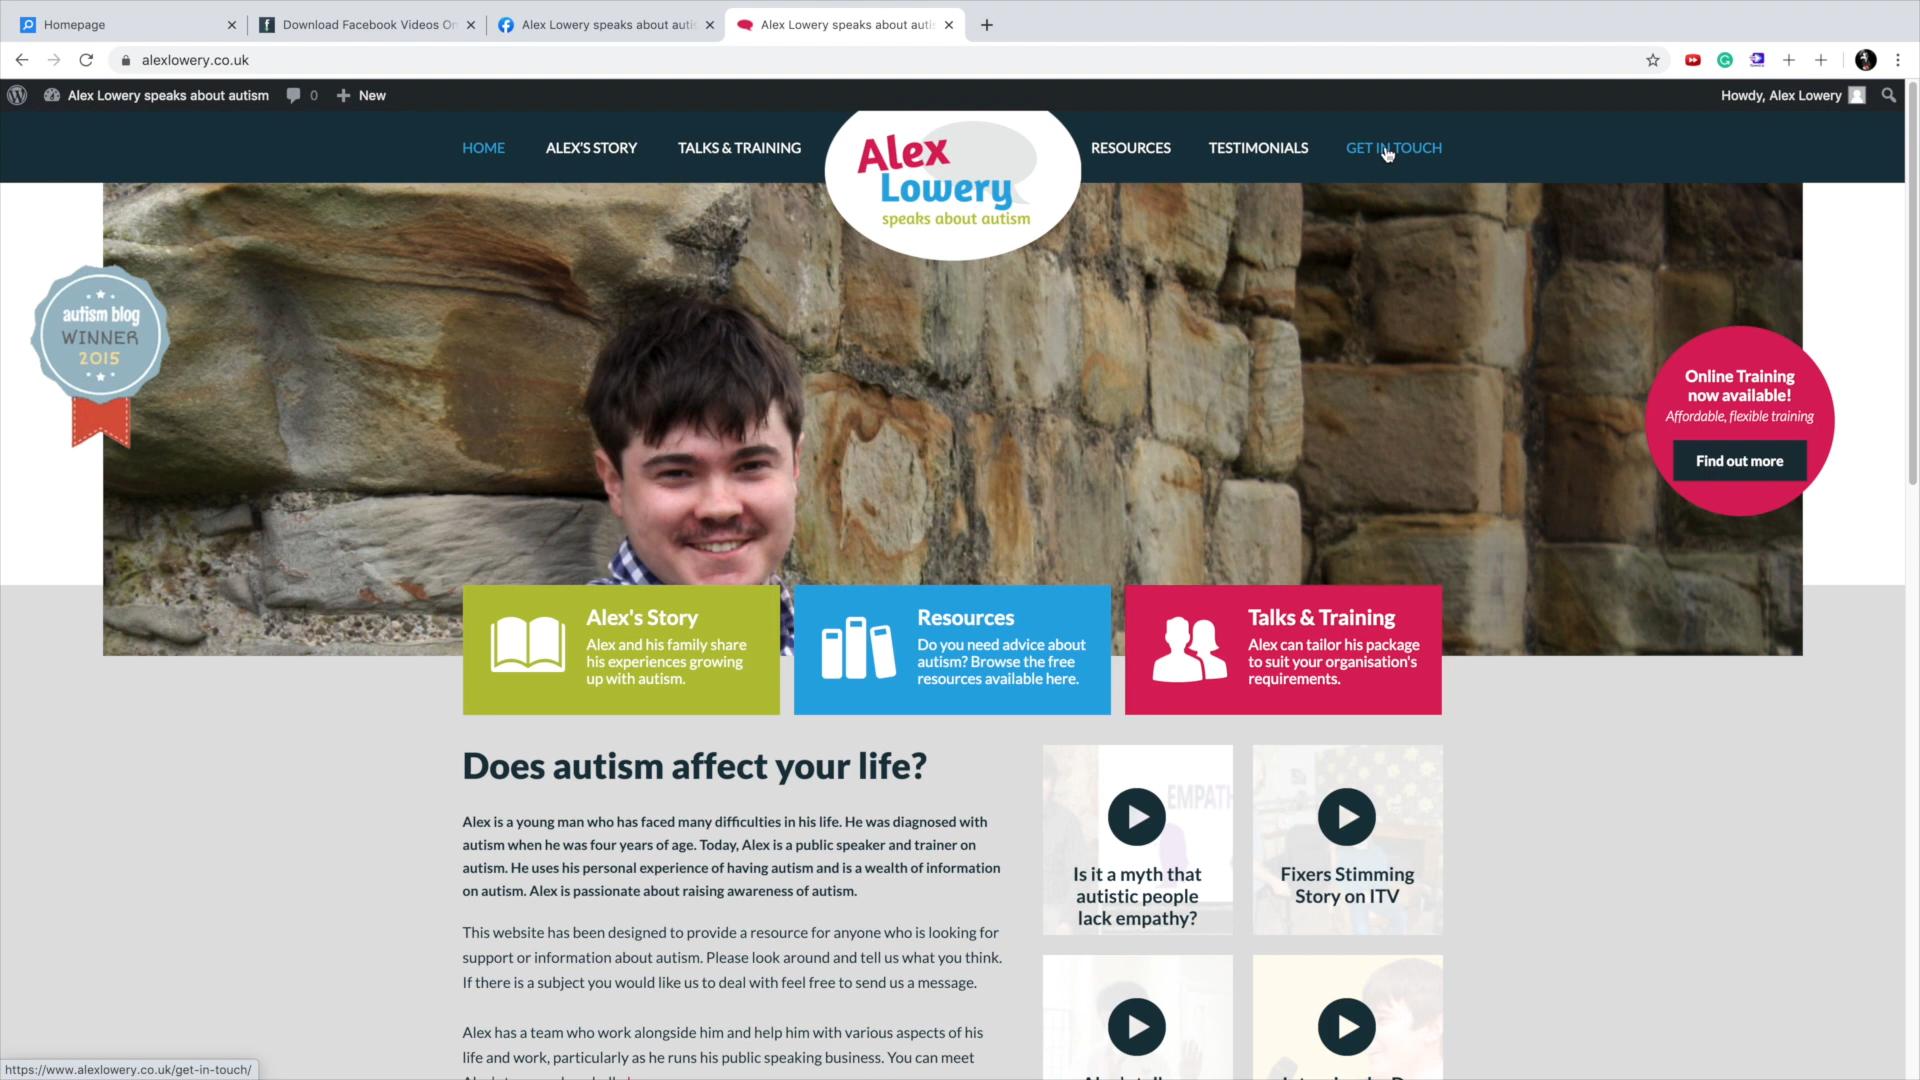 Homepage
Download Facebook Videos On
Alex Lowery speaks about autis
Alex Lowery speaks about autis
alexlowery.co.uk
Alex Lowery speaks about autism
0
New
Howdy, Alex Lowery
HOME
ALEX'S STORY
TALKS & TRAINING
Alex
Lowery
speaks about autism
RESOURCES
TESTIMONIALS
GET IN TOUCH
autism blog
WINNER
2015
Online Training
now available!
Affordable, flexible training
Find out more
Alex's Story
Alex and his family share
his experiences growing
up with autism.
Resources
Do you need advice about
autism? Browse the free
resources available here.
Talks & Training
Alex can tailor his package
to suit your organisation's
requirements.
Does autism affect your life?
Alex is a young man who has faced many difficulties in his life. He was diagnosed with
autism when he was four years of age. Today, Alex is a public speaker and trainer on
autism. He uses his personal experience of having autism and is a wealth of information
on autism. Alex is passionate about raising awareness of autism.
This website has been designed to provide a resource for anyone who is looking for
support or information about autism. Please look around and tell us what you think.
If there is a subject you would like us to deal with feel free to send us a message.
Alex has a team who work alongside him and help him with various aspects of his
life and work, particularly as he runs his public speaking business. You can meet
EMPATH
Is it a myth that
autistic people
lack empathy?
Fixers Stimming
Story on ITV
https://www.alexlowery.co.uk/get-in-touch/